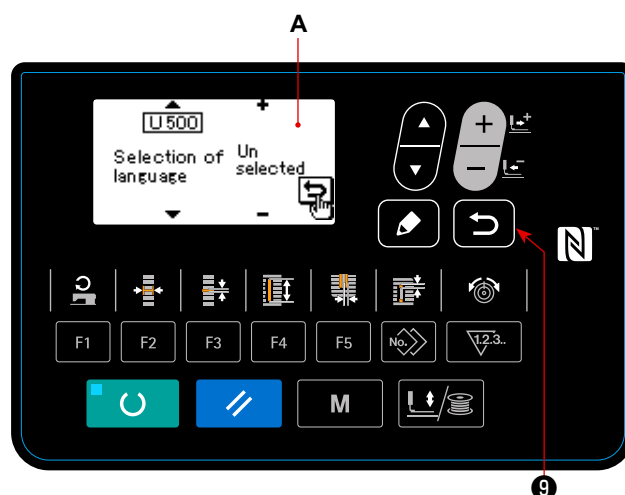 A
U500
Selection of
language
Un
selected
F1
F2
F3
F4
F5
No.
1.2.3..
M
9